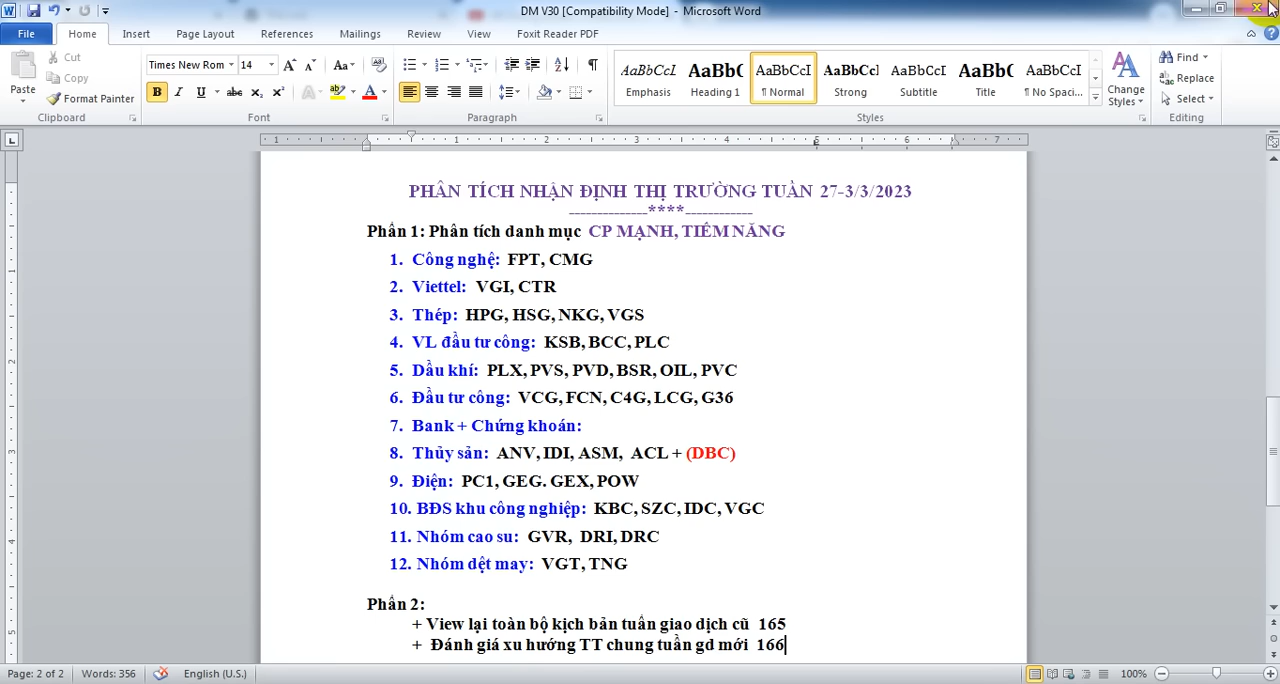 DM V30 [Compatibility Mode] - Microsoft Word
File Home Insert Page Layout References Mailings Review View Foxit Reader PDF
Paste Cut Copy Format Painter Clipboard
Times New Rom 14 Font
Paragraph
AaBbCcI Emphasis AaBb( Heading 1 AaBbCcI ¶ Normal AaBbCcl Strong AaBbCcI Subtitle AaBb( Title AaBbCcI ¶ No Spaci... Change Styles Styles
Find Replace Select Editing
PHÂN TÍCH NHẬN ĐỊNH THỊ TRƯỜNG TUẦN 27-3/3/2023
--------------****------------
Phần 1: Phân tích danh mục CP MẠNH, TIỀM NĂNG
1. Công nghệ: FPT, CMG
2. Viettel: VGI, CTR
3. Thép: HPG, HSG, NKG, VGS
4. VL đầu tư công: KSB, BCC, PLC
5. Dầu khí: PLX, PVS, PVD, BSR, OIL, PVC
6. Đầu tư công: VCG, FCN, C4G, LCG, G36
7. Bank + Chứng khoán:
8. Thủy sản: ANV, IDI, ASM, ACL + (DBC)
9. Điện: PC1, GEG. GEX, POW
10. BĐS khu công nghiệp: KBC, SZC, IDC, VGC
11. Nhóm cao su: GVR, DRI, DRC
12. Nhóm dệt may: VGT, TNG
Phần 2:
+ View lại toàn bộ kịch bản tuần giao dịch cũ 165
+ Đánh giá xu hướng TT chung tuần gd mới 166
Page: 2 of 2 Words: 356 English (U.S.) 100%